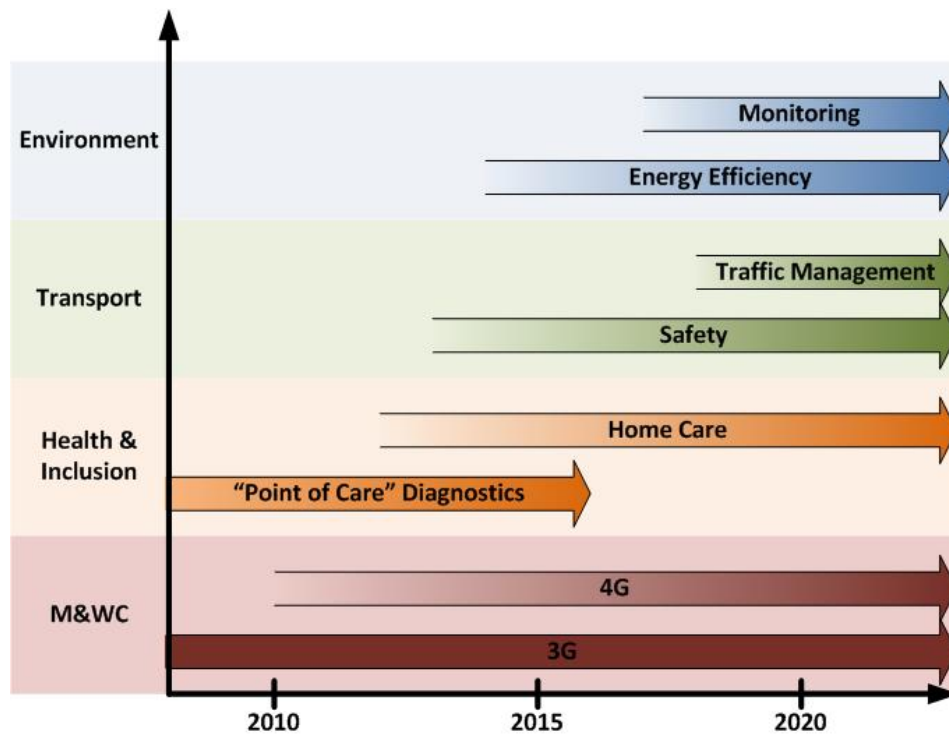 Environment
Monitoring
Energy Efficiency
Transport
Traffic Management
Safety
Health &
Inclusion
Home Care
“Point of Care” Diagnostics
M&WC
4G
3G
2010
2015
2020